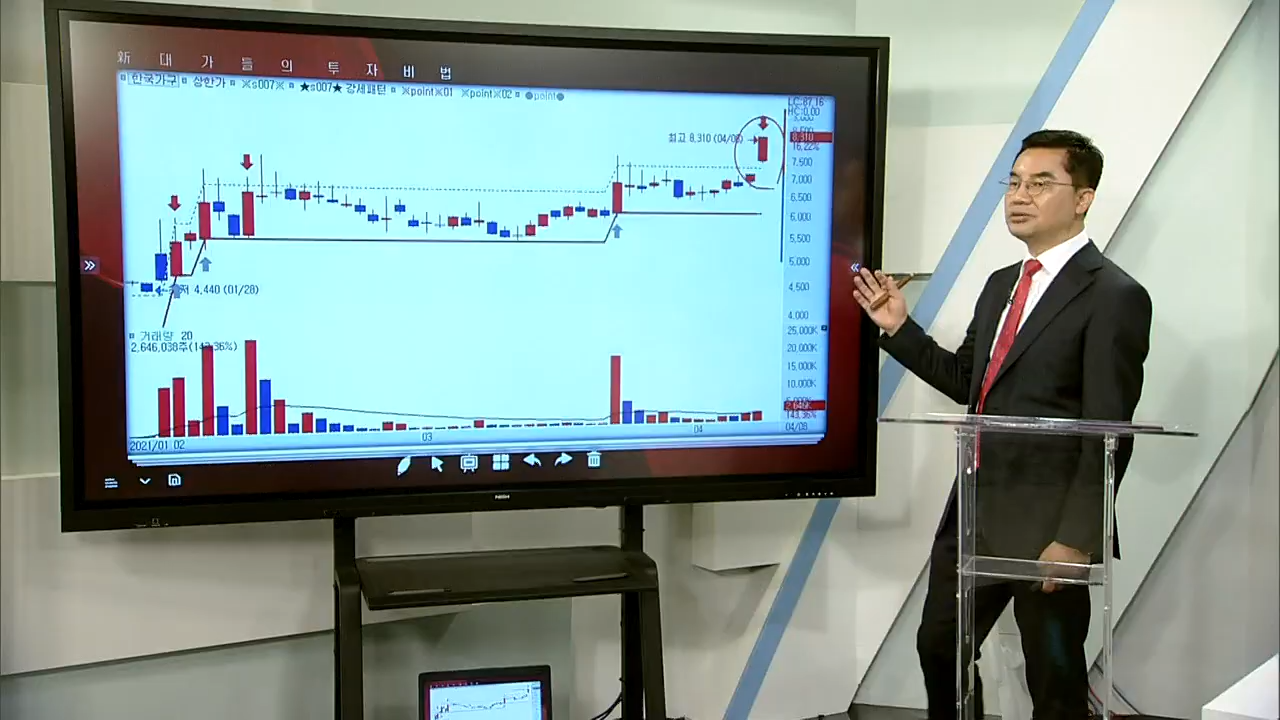 新 대 가 들 의 투 자 비 법
한국가구 상한가 ※s007※ ★s007★ 강세패턴 ※point※01 ※point※02 ●point●
LC:87.16
HC:0.00
9,000
최고 8,310 (04/08)
8,310
16.22%
7,500
7,000
6,500
6,000
5,500
5,000
4,440 (01/28)
4,500
4,000
거래량 20
25,000K
2,646,038주(143.36%)
20,000K
15,000K
10,000K
143.36%
2021/01 02
03
04
04/08